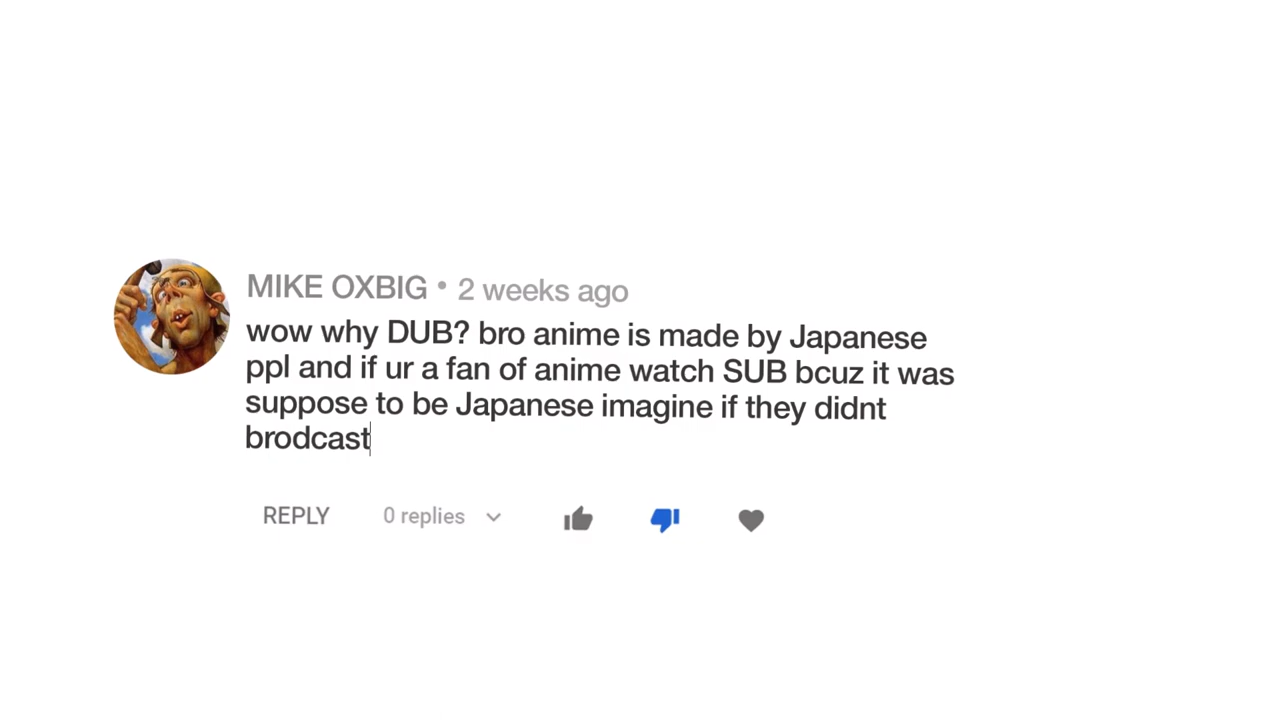 MIKE OXBIG • 2 weeks ago
wow why DUB? bro anime is made by Japanese
ppl and if ur a fan of anime watch SUB bcuz it was
suppose to be Japanese imagine if they didnt
brodcast
REPLY 0 replies